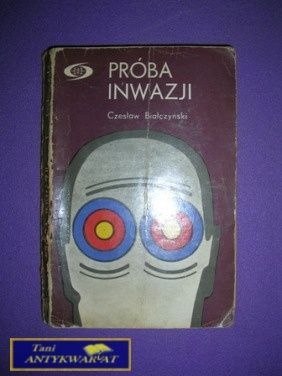 PRÓBA
INWAZJI
Czesław Białczyński
Tani
ANTYKWARIAT